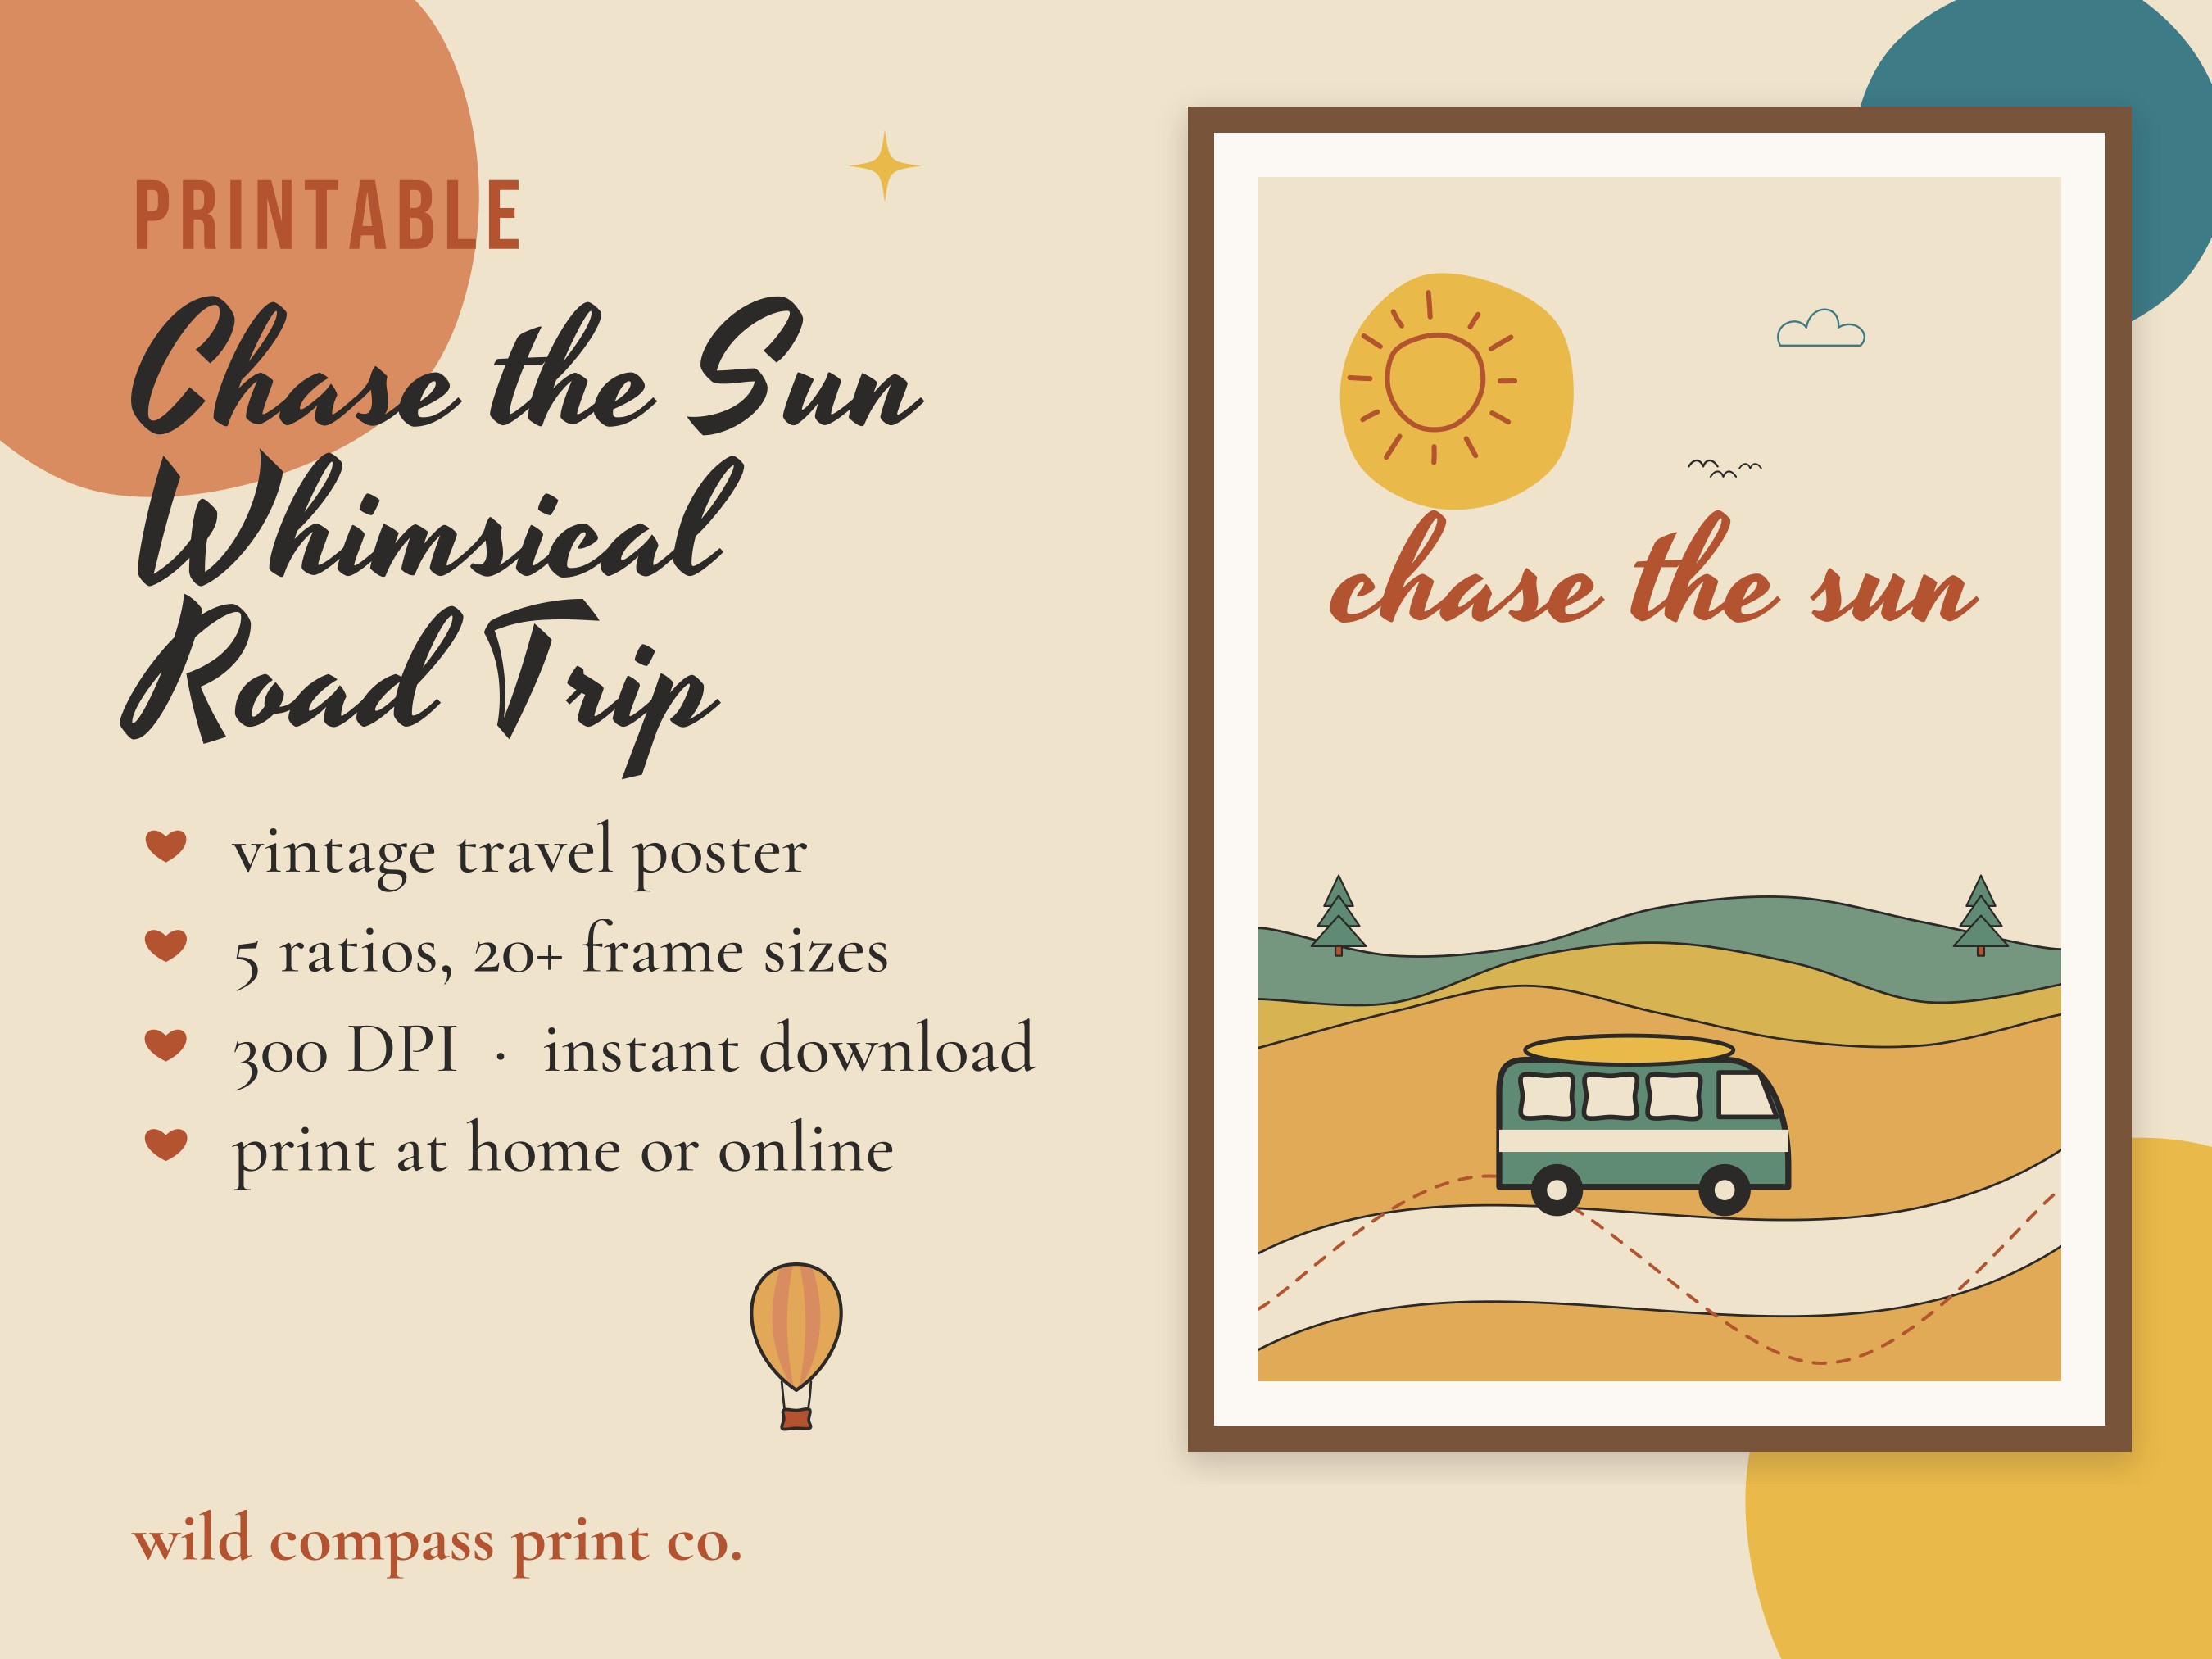 PRINTABLE
Chase the Sun
Whimsical
Road Trip
vintage travel poster
5 ratios, 20+ frame sizes
300 DPI · instant download
print at home or online
wild compass print co.
chase the sun